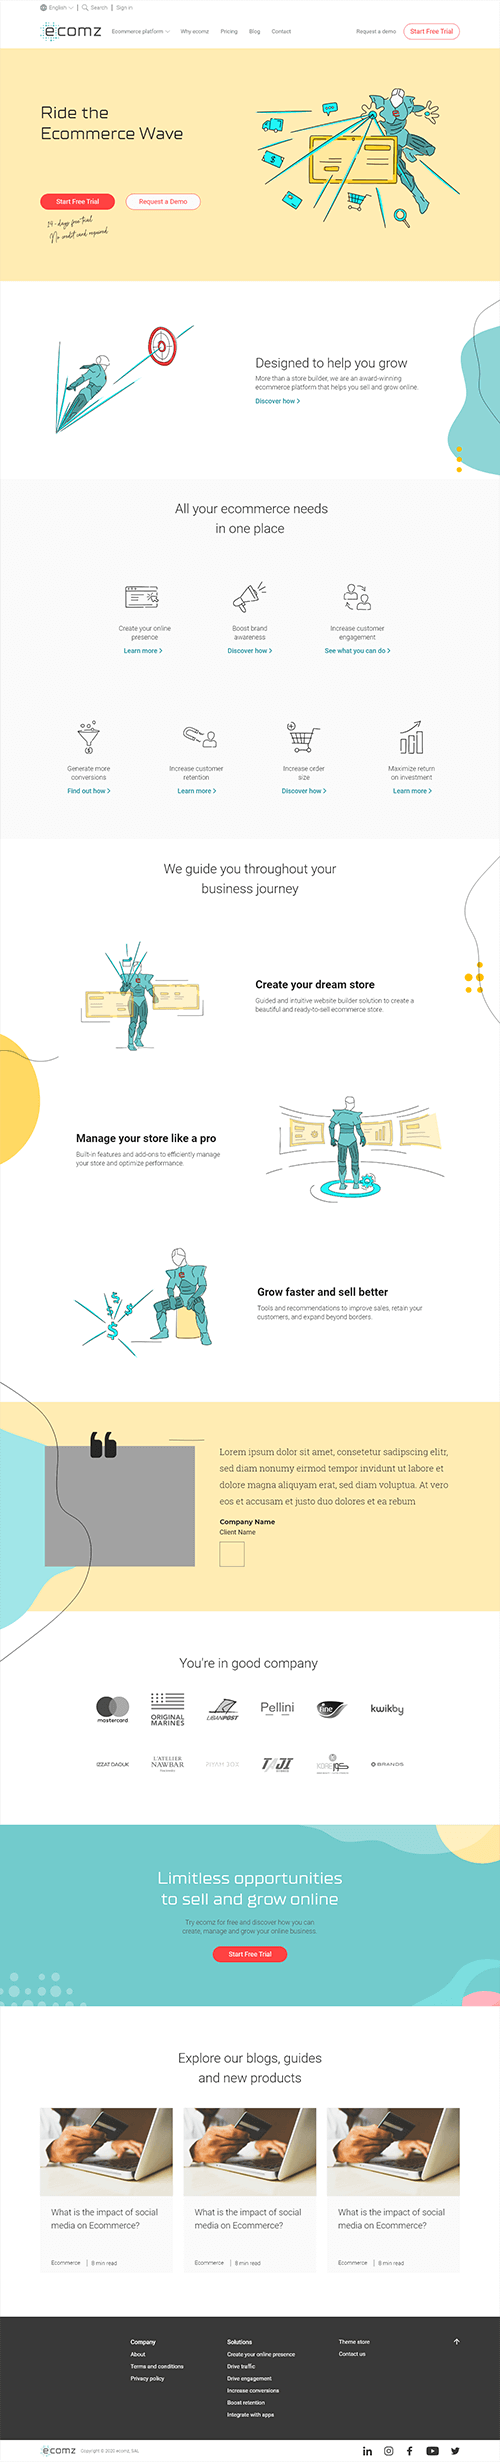 English
Search
Sign in
ecomz
Ecommerce platform
Why ecomz
Pricing
Blog
Contact
Request a demo
Start Free Trial
Ride the
Ecommerce Wave
Start Free Trial
Request a Demo
14-days free trial
No credit card required
Designed to help you grow
More than a store builder, we are an award-winning
ecommerce platform that helps you sell and grow online.
Discover how
All your ecommerce needs
in one place
Create your online
presence
Learn more
Boost brand
awareness
Discover how
Increase customer
engagement
See what you can do
Generate more
conversions
Find out how
Increase customer
retention
Learn more
Increase order
size
Discover how
Maximize return
on investment
Learn more
We guide you throughout your
business journey
Create your dream store
Guided and intuitive website builder solution to create a
beautiful and ready-to-sell ecommerce store.
Manage your store like a pro
Built-in features and add-ons to efficiently manage
your store and optimize performance.
Grow faster and sell better
Tools and recommendations to improve sales, retain your
customers, and expand beyond borders.
Lorem ipsum dolor sit amet, consetetur sadipscing elitr,
sed diam nonumy eirmod tempor invidunt ut labore et
dolore magna aliquyam erat, sed diam voluptua. At vero
eos et accusam et justo duo dolores et ea rebum
Company Name
Client Name
You're in good company
mastercard
ORIGINAL
MARINES
LIBANPOST
Pellini
fine
kwikby
IZZAT DAOUK
L'ATELIER
NAWBAR
TAJI
BRANDS
Limitless opportunities
to sell and grow online
Try ecomz for free and discover how you can
create, manage and grow your online business.
Start Free Trial
Explore our blogs, guides
and new products
What is the impact of social
media on Ecommerce?
Ecommerce | 8 min read
What is the impact of social
media on Ecommerce?
Ecommerce | 8 min read
What is the impact of social
media on Ecommerce?
Ecommerce | 8 min read
Company
About
Terms and conditions
Privacy policy
Solutions
Create your online presence
Drive traffic
Drive engagement
Increase conversions
Boost retention
Integrate with apps
Theme store
Contact us
ecomz
Copyright © 2020 ecomz, SAL